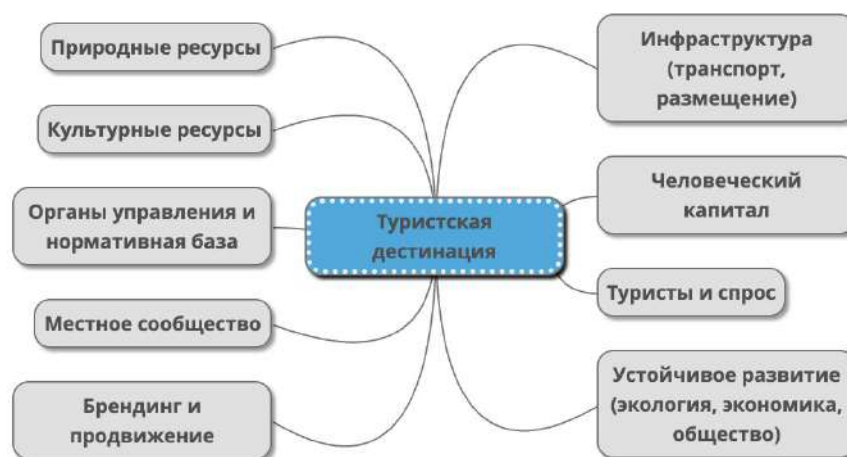 Природные ресурсы
Культурные ресурсы
Органы управления и
нормативная база
Местное сообщество
Брендинг и
продвижение
Туристская
дестинация
Инфраструктура
(транспорт,
размещение)
Человеческий
капитал
Туристы и спрос
Устойчивое развитие
(экология, экономика,
общество)